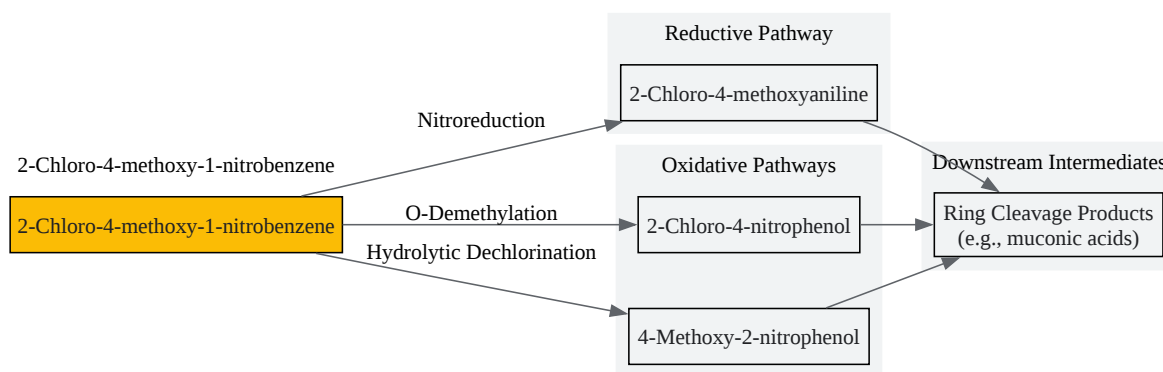 Reductive Pathway
2-Chloro-4-methoxyaniline
Nitroreduction
2-Chloro-4-methoxy-1-nitrobenzene
2-Chloro-4-methoxy-1-nitrobenzene
O-Demethylation
Hydrolytic Dechlorination
Oxidative Pathways
2-Chloro-4-nitrophenol
4-Methoxy-2-nitrophenol
Downstream Intermediates
Ring Cleavage Products
(e.g., muconic acids)